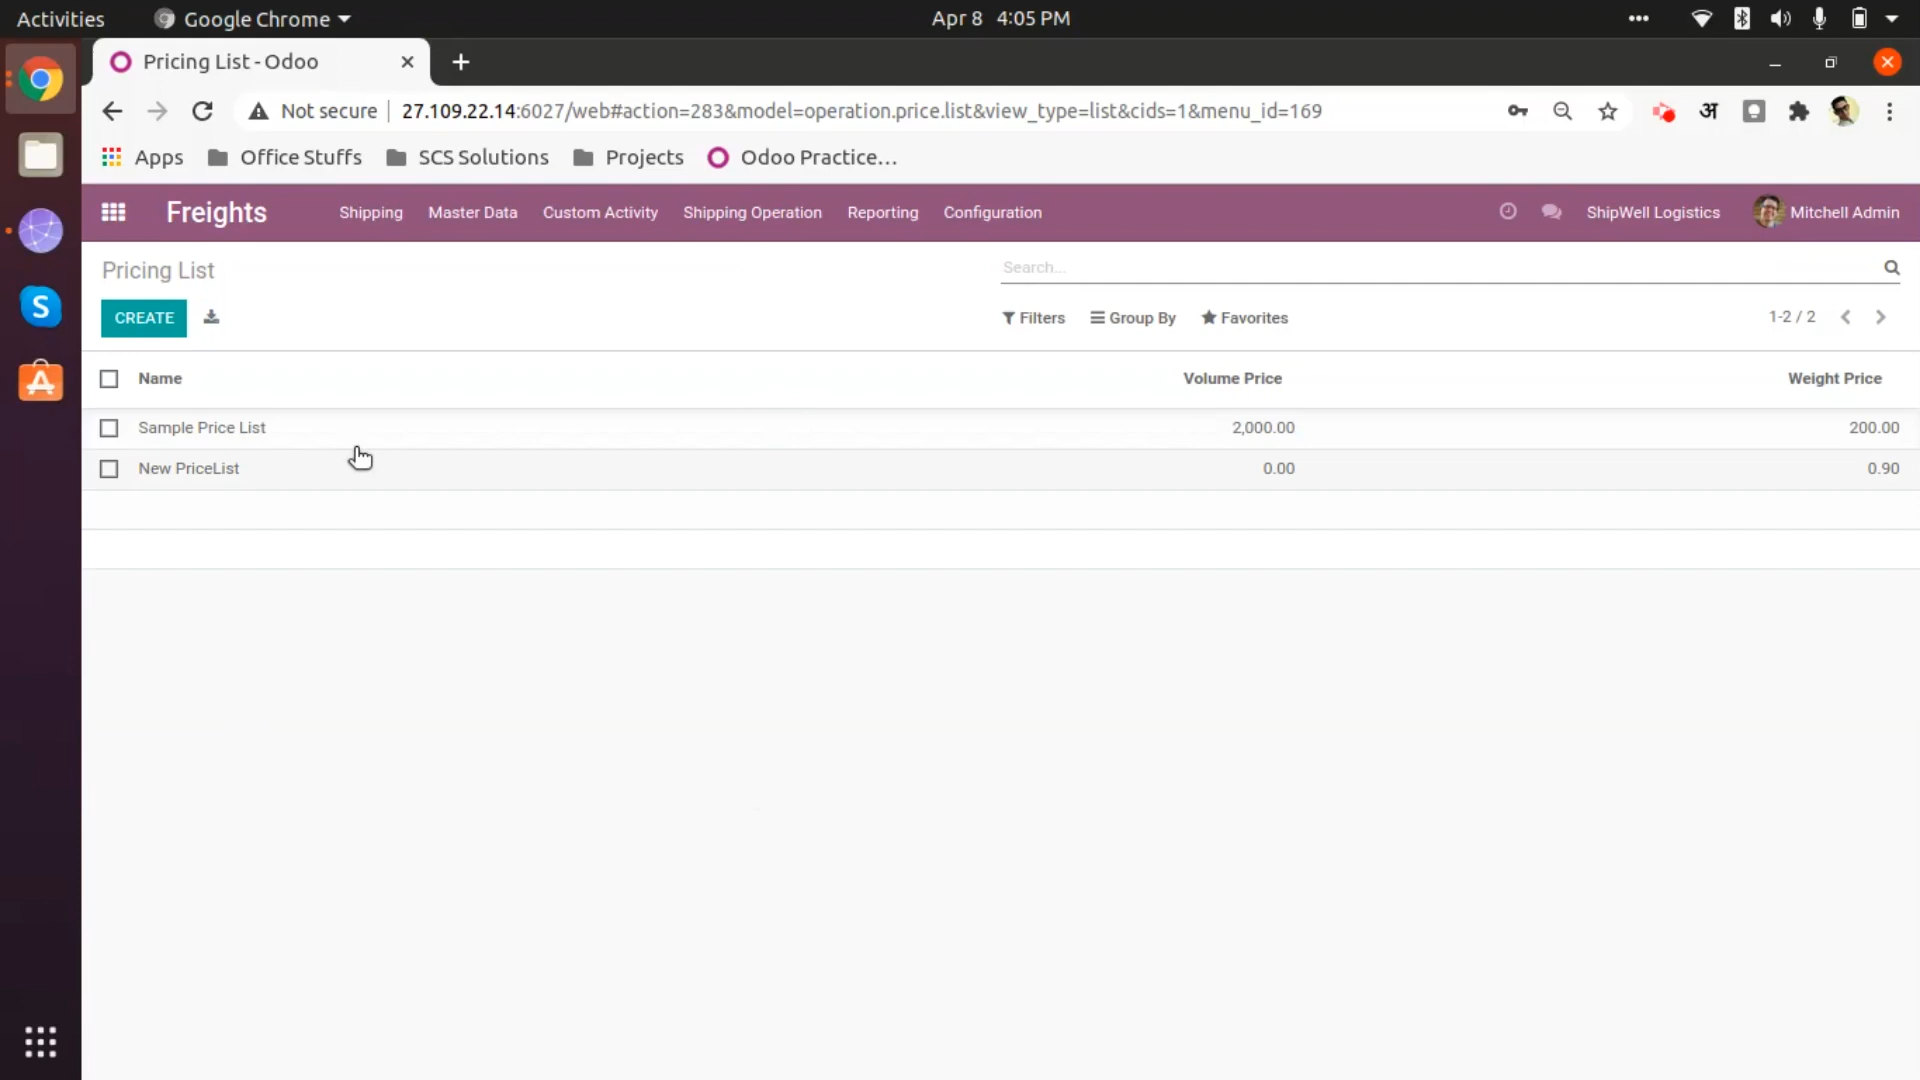 Activities Google Chrome Apr 8 4:05 PM
Pricing List - Odoo
Not secure 27.109.22.14:6027/web#action=283&model=operation.price.list&view_type=list&cids=1&menu_id=169 अ
Apps Office Stuffs SCS Solutions Projects Odoo Practice...
Freights Shipping Master Data Custom Activity Shipping Operation Reporting Configuration ShipWell Logistics Mitchell Admin
Pricing List Search...
CREATE Filters Group By Favorites 1-2 / 2
Name Volume Price Weight Price
Sample Price List 2,000.00 200.00
New PriceList 0.00 0.90